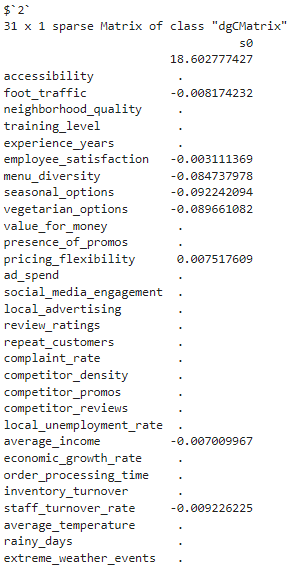 $`2`
31 x 1 sparse Matrix of class "dgCMatrix"
s0
18.602777427
accessibility .
foot_traffic -0.008174232
neighborhood_quality .
training_level .
experience_years .
employee_satisfaction -0.003111369
menu_diversity -0.084737978
seasonal_options -0.092242094
vegetarian_options -0.089661082
value_for_money .
presence_of_promos .
pricing_flexibility 0.007517609
ad_spend .
social_media_engagement .
local_advertising .
review_ratings .
repeat_customers .
complaint_rate .
competitor_density .
competitor_promos .
competitor_reviews .
local_unemployment_rate .
average_income -0.007009967
economic_growth_rate .
order_processing_time .
inventory_turnover .
staff_turnover_rate -0.009226225
average_temperature .
rainy_days .
extreme_weather_events .